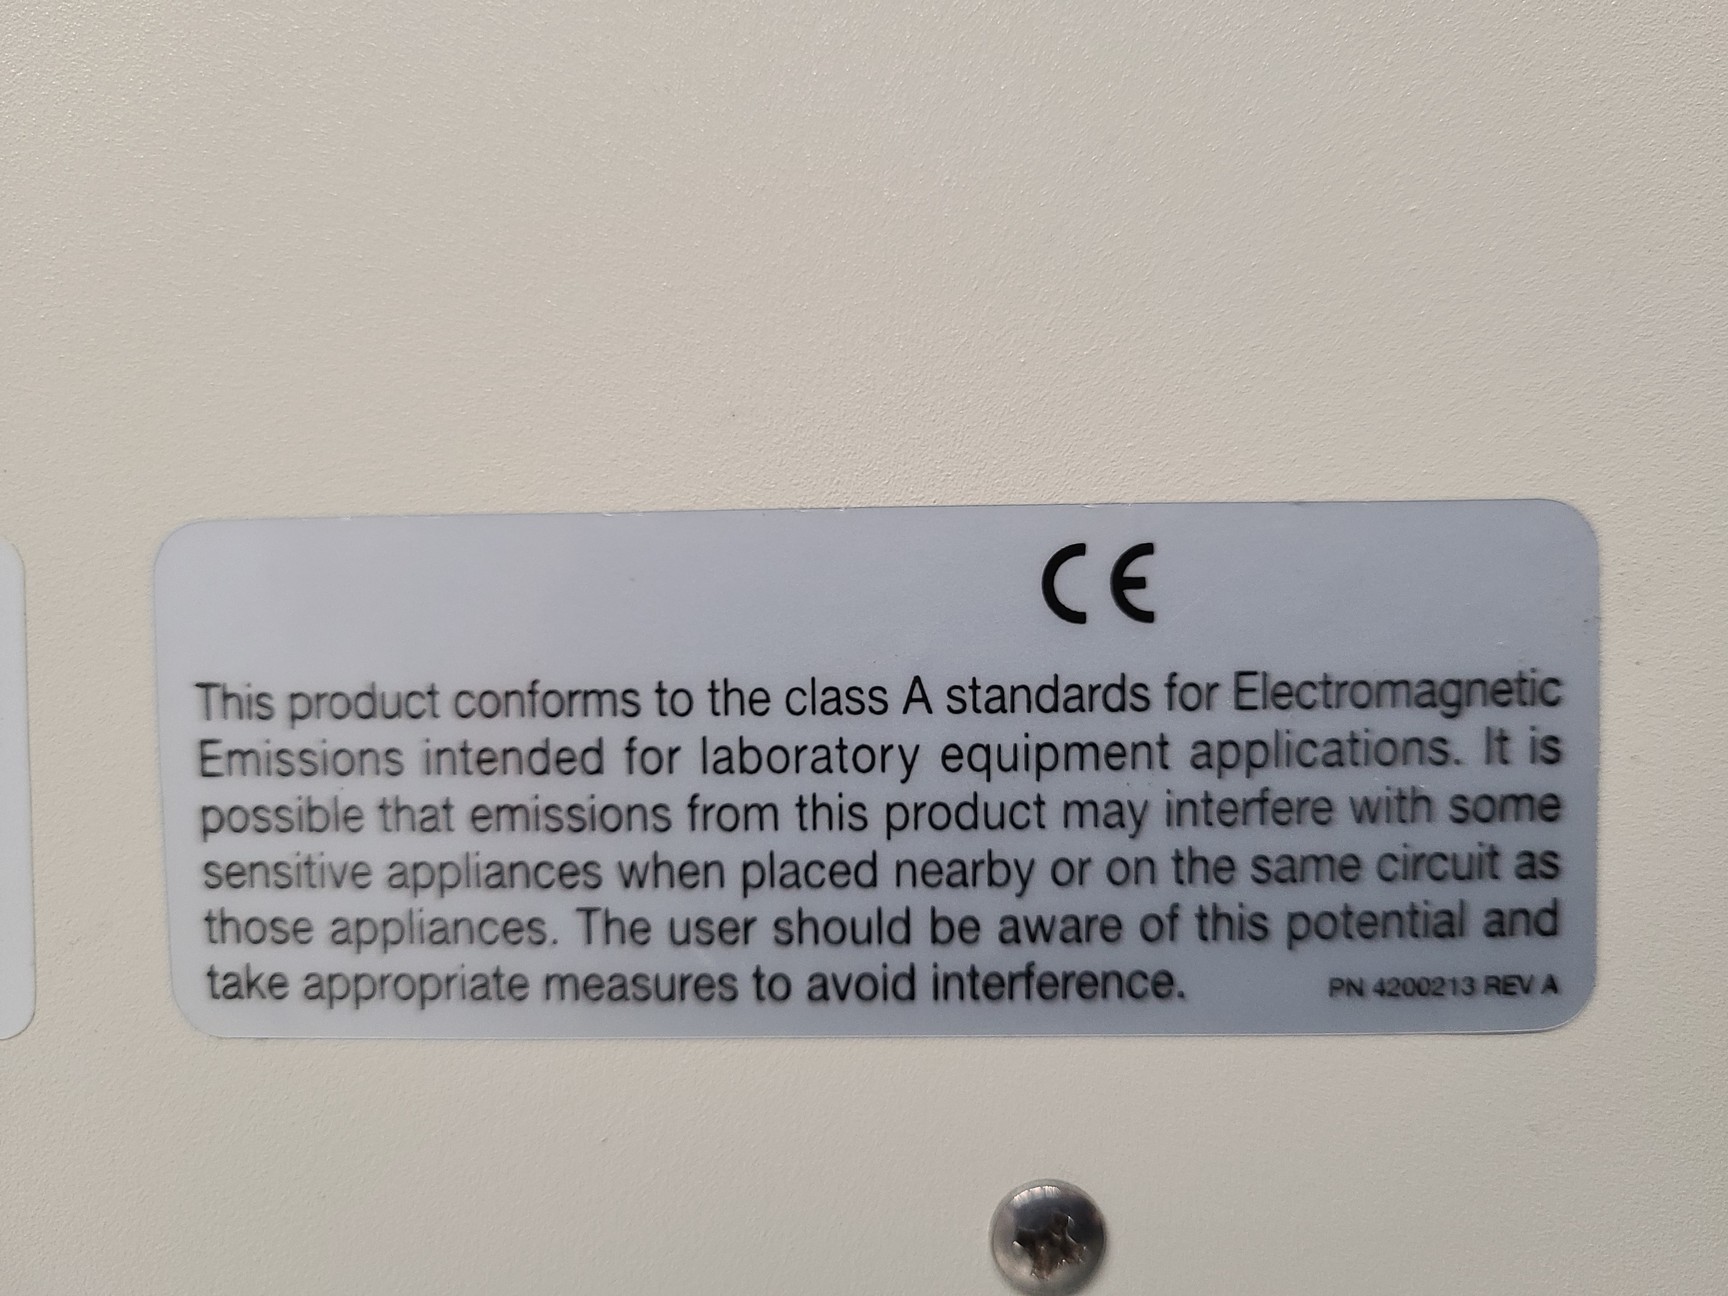 CE
This product conforms to the class A standards for Electromagnetic
Emissions intended for laboratory equipment applications. It is
possible that emissions from this product may interfere with some
sensitive appliances when placed nearby or on the same circuit as
those appliances. The user should be aware of this potential and
take appropriate measures to avoid interference.
PN 4200213 REV A